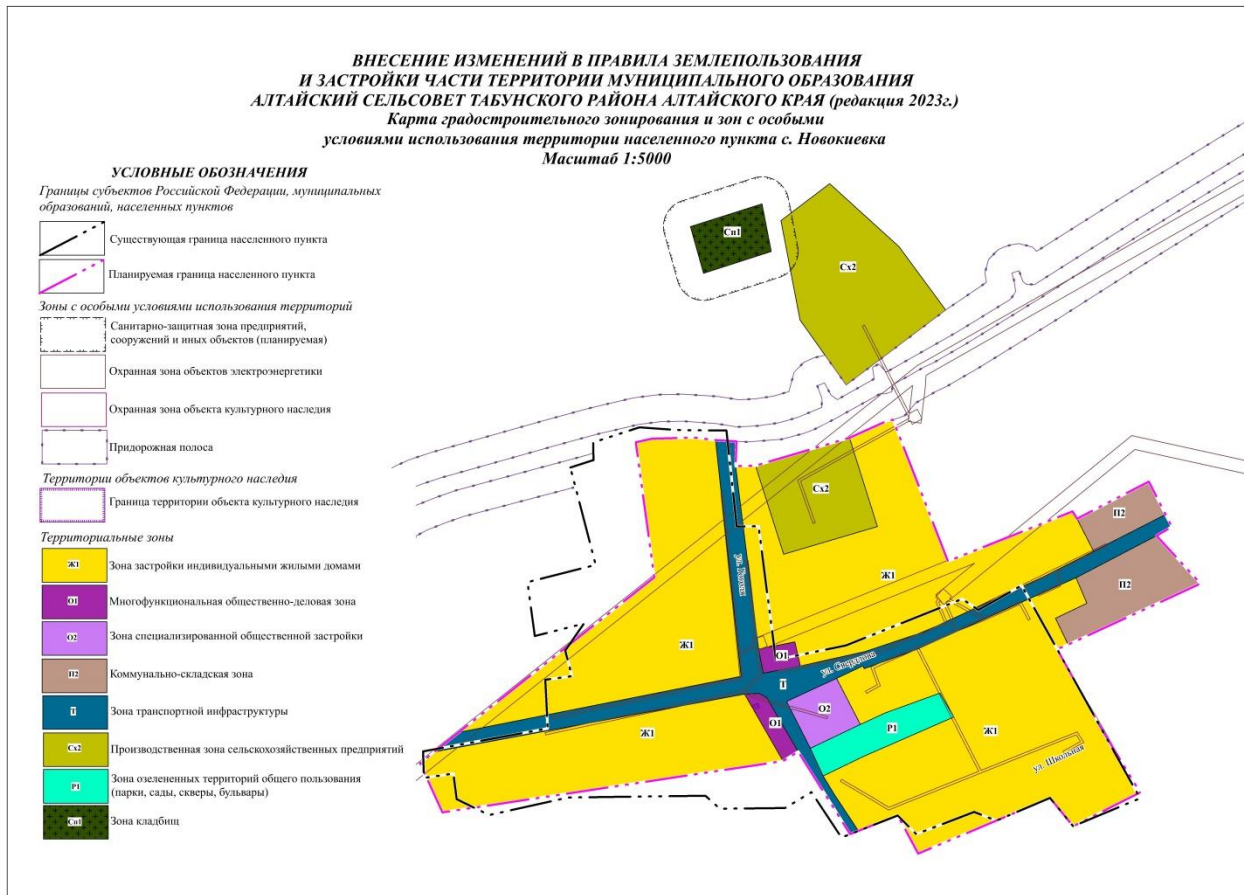 ВНЕСЕНИЕ ИЗМЕНЕНИЙ В ПРАВИЛА ЗЕМЛЕПОЛЬЗОВАНИЯ
И ЗАСТРОЙКИ ЧАСТИ ТЕРРИТОРИИ МУНИЦИПАЛЬНОГО ОБРАЗОВАНИЯ
АЛТАЙСКИЙ СЕЛЬСОВЕТ ТАБУНСКОГО РАЙОНА АЛТАЙСКОГО КРАЯ (редакция 2023г.)
Карта градостроительного зонирования и зон с особыми
условиями использования территории населенного пункта с. Новокиевка
Масштаб 1:5000
УСЛОВНЫЕ ОБОЗНАЧЕНИЯ
Границы субъектов Российской Федерации, муниципальных
образований, населенных пунктов
Существующая граница населенного пункта
Планируемая граница населенного пункта
Зоны с особыми условиями использования территорий
Санитарно-защитная зона предприятий,
сооружений и иных объектов (планируемая)
Охранная зона объектов электроэнергетики
Охранная зона объекта культурного наследия
Придорожная полоса
Территории объектов культурного наследия
Граница территории объекта культурного наследия
Территориальные зоны
Ж1 Зона застройки индивидуальными жилыми домами
О1 Многофункциональная общественно-деловая зона
О2 Зона специализированной общественной застройки
П2 Коммунально-складская зона
Т Зона транспортной инфраструктуры
Сх2 Производственная зона сельскохозяйственных предприятий
Р1 Зона озелененных территорий общего пользования
(парки, сады, скверы, бульвары)
Сп1 Зона кладбищ
Сп1
Сх2
Сх2
П2
Ж1
П2
Ж1
О1
ул. Свердлова
Т
О2
О1
Р1
Ж1
Ж1
ул. Школьная